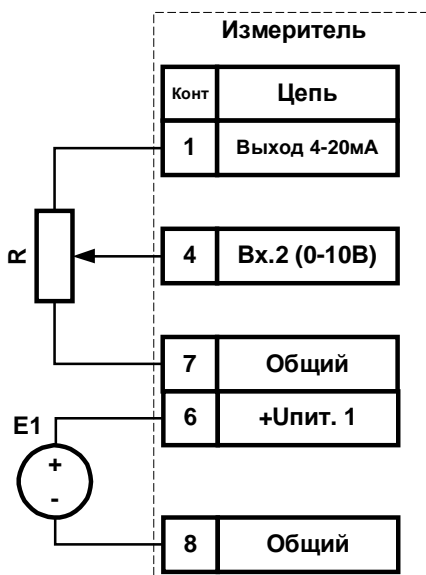 Измеритель
Конт Цепь
1 Выход 4-20мА
R
4 Вх.2 (0-10В)
7 Общий
6 +Uпит. 1
E1
+
-
8 Общий